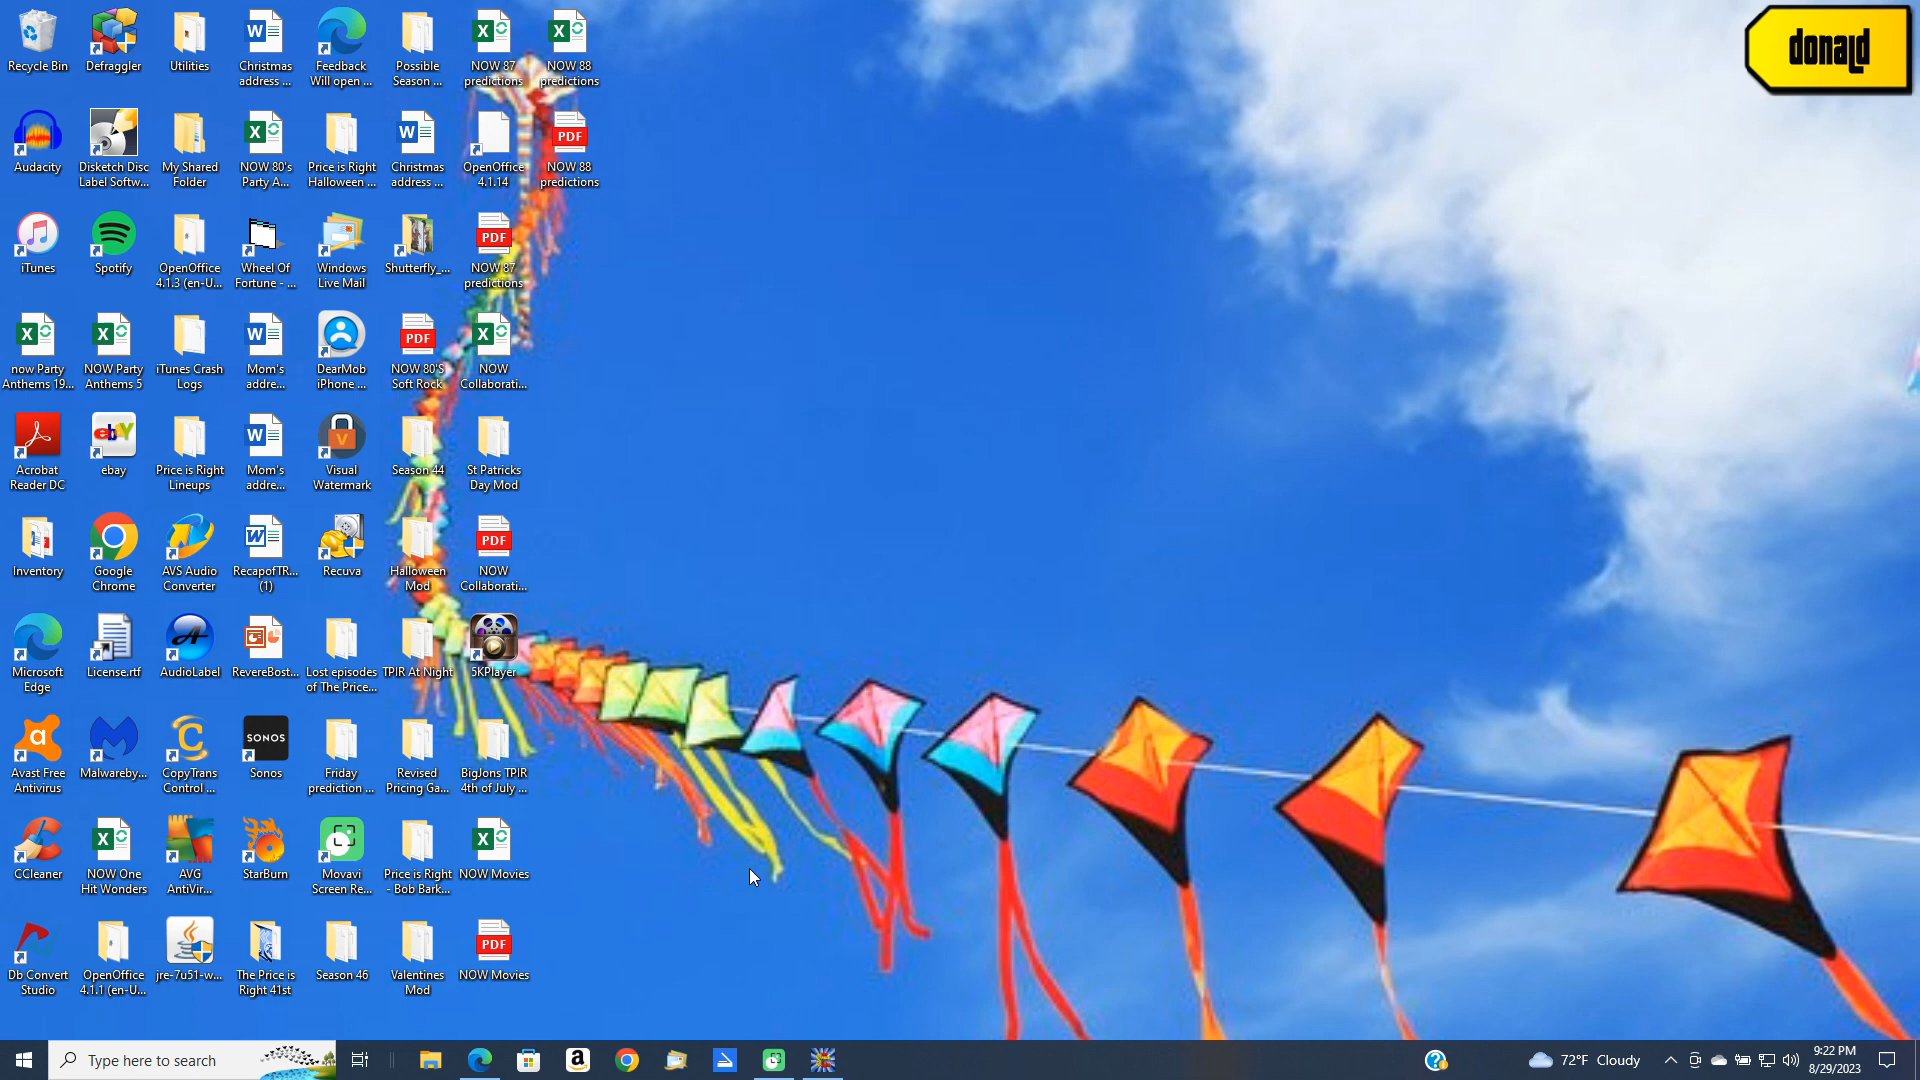 donald
Recycle Bin
Defraggler
Utilities
Christmas
address ...
Feedback
Will open ...
Possible
Season ...
NOW 87
predictions
NOW 88
predictions
Audacity
Disketch Disc
Label Softw...
My Shared
Folder
NOW 80's
Party A...
Price is Right
Halloween ...
Christmas
address ...
OpenOffice
4.1.14
PDF
NOW 88
predictions
iTunes
Spotify
OpenOffice
4.1.3 (en-U...
Wheel Of
Fortune - ...
Windows
Live Mail
Shutterfly_...
PDF
NOW 87
predictions
now Party
Anthems 19...
NOW Party
Anthems 5
iTunes Crash
Logs
Mom's
addre...
DearMob
iPhone ...
PDF
NOW 80'S
Soft Rock
NOW
Collaborati...
Acrobat
Reader DC
ebay
ebay
Price is Right
Lineups
Mom's
addre...
Visual
Watermark
Season 44
St Patricks
Day Mod
Inventory
Google
Chrome
AVS Audio
Converter
RecapofTR...
(1)
Recuva
Halloween
Mod
PDF
NOW
Collaborati...
Microsoft
Edge
License.rtf
AudioLabel
RevereBost...
Lost episodes
of The Price...
TPIR At Night
5KPlayer
Avast Free
Antivirus
Malwareby...
CopyTrans
Control ...
SONOS
Sonos
Friday
prediction ...
Revised
Pricing Ga...
BigJons TPIR
4th of July ...
CCleaner
NOW One
Hit Wonders
AVG
AntiVir...
StarBurn
Movavi
Screen Re...
Price is Right
- Bob Bark...
NOW Movies
Db Convert
Studio
OpenOffice
4.1.1 (en-U...
jre-7u51-w...
The Price is
Right 41st
Season 46
Valentines
Mod
PDF
NOW Movies
Type here to search
72°F Cloudy
9:22 PM
8/29/2023